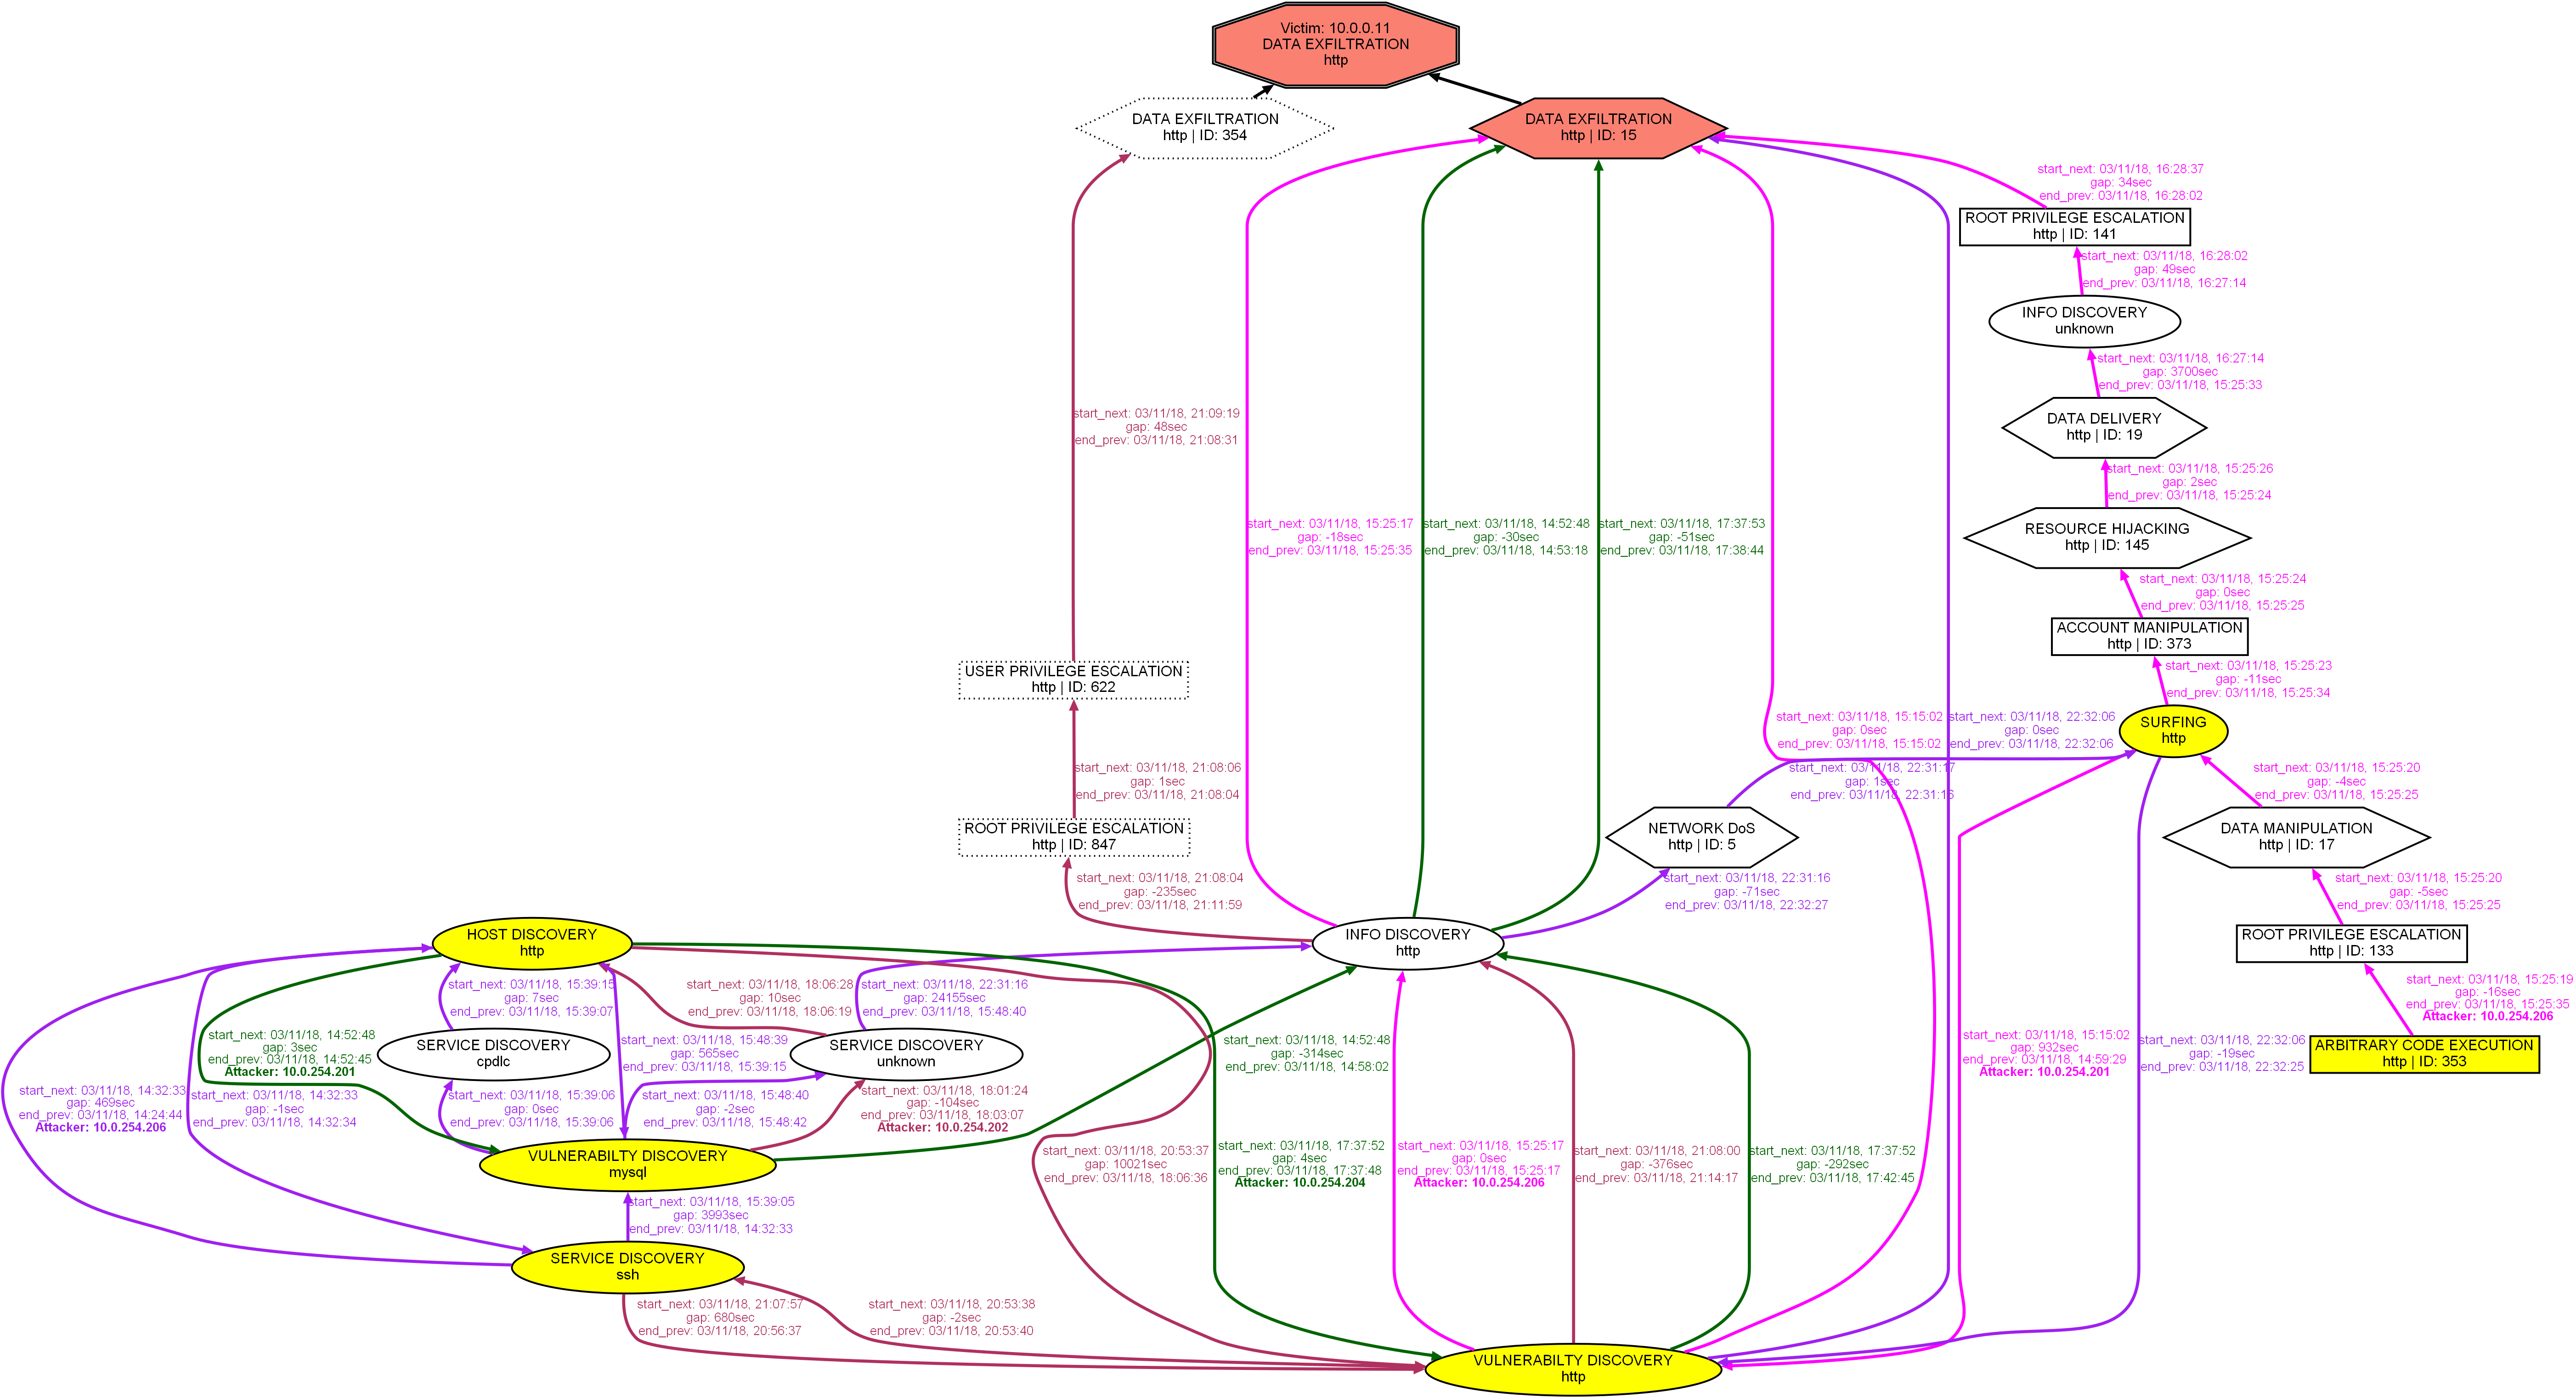 Victim: 10.0.0.11
DATA EXFILTRATION
http
DATA EXFILTRATION
http | ID: 354
DATA EXFILTRATION
http | ID: 15
start_next: 03/11/18, 16:28:37
gap: 34sec
end_prev: 03/11/18, 16:28:02
ROOT PRIVILEGE ESCALATION
http | ID: 141
start_next: 03/11/18, 16:28:02
gap: 49sec
end_prev: 03/11/18, 16:27:14
INFO DISCOVERY
unknown
start_next: 03/11/18, 16:27:14
gap: 3700sec
end_prev: 03/11/18, 15:25:33
DATA DELIVERY
http | ID: 19
start_next: 03/11/18, 21:09:19
gap: 48sec
end_prev: 03/11/18, 21:08:31
start_next: 03/11/18, 15:25:26
gap: 2sec
end_prev: 03/11/18, 15:25:24
start_next: 03/11/18, 15:25:17
gap: -18sec
end_prev: 03/11/18, 15:25:35
start_next: 03/11/18, 14:52:48
gap: -30sec
end_prev: 03/11/18, 14:53:18
start_next: 03/11/18, 17:37:53
gap: -51sec
end_prev: 03/11/18, 17:38:44
RESOURCE HIJACKING
http | ID: 145
start_next: 03/11/18, 15:25:24
gap: 0sec
end_prev: 03/11/18, 15:25:25
ACCOUNT MANIPULATION
http | ID: 373
USER PRIVILEGE ESCALATION
http | ID: 622
start_next: 03/11/18, 15:25:23
gap: -11sec
end_prev: 03/11/18, 15:25:34
start_next: 03/11/18, 15:15:02
gap: 0sec
end_prev: 03/11/18, 15:15:02
start_next: 03/11/18, 22:32:06
gap: 0sec
end_prev: 03/11/18, 22:32:06
SURFING
http
start_next: 03/11/18, 21:08:06
gap: 1sec
end_prev: 03/11/18, 21:08:04
start_next: 03/11/18, 22:31:17
gap: 1sec
end_prev: 03/11/18, 22:31:16
start_next: 03/11/18, 15:25:20
gap: -4sec
end_prev: 03/11/18, 15:25:25
ROOT PRIVILEGE ESCALATION
http | ID: 847
NETWORK DoS
http | ID: 5
DATA MANIPULATION
http | ID: 17
start_next: 03/11/18, 21:08:04
gap: -235sec
end_prev: 03/11/18, 21:11:59
start_next: 03/11/18, 22:31:16
gap: -71sec
end_prev: 03/11/18, 22:32:27
start_next: 03/11/18, 15:25:20
gap: -5sec
end_prev: 03/11/18, 15:25:25
HOST DISCOVERY
http
INFO DISCOVERY
http
ROOT PRIVILEGE ESCALATION
http | ID: 133
start_next: 03/11/18, 15:39:15
gap: 7sec
end_prev: 03/11/18, 15:39:07
start_next: 03/11/18, 18:06:28
gap: 10sec
end_prev: 03/11/18, 18:06:19
start_next: 03/11/18, 22:31:16
gap: 24155sec
end_prev: 03/11/18, 15:48:40
start_next: 03/11/18, 15:25:19
gap: -16sec
end_prev: 03/11/18, 15:25:35
Attacker: 10.0.254.206
start_next: 03/11/18, 14:52:48
gap: 3sec
end_prev: 03/11/18, 14:52:45
Attacker: 10.0.254.201
SERVICE DISCOVERY
cpdlc
start_next: 03/11/18, 15:48:39
gap: 565sec
end_prev: 03/11/18, 15:39:15
SERVICE DISCOVERY
unknown
start_next: 03/11/18, 14:52:48
gap: -314sec
end_prev: 03/11/18, 14:58:02
start_next: 03/11/18, 15:15:02
gap: 932sec
end_prev: 03/11/18, 14:59:29
Attacker: 10.0.254.201
start_next: 03/11/18, 22:32:06
gap: -19sec
end_prev: 03/11/18, 22:32:25
ARBITRARY CODE EXECUTION
http | ID: 353
start_next: 03/11/18, 14:32:33
gap: 469sec
end_prev: 03/11/18, 14:24:44
Attacker: 10.0.254.206
start_next: 03/11/18, 14:32:33
gap: -1sec
end_prev: 03/11/18, 14:32:34
start_next: 03/11/18, 15:39:06
gap: 0sec
end_prev: 03/11/18, 15:39:06
start_next: 03/11/18, 15:48:40
gap: -2sec
end_prev: 03/11/18, 15:48:42
start_next: 03/11/18, 18:01:24
gap: -104sec
end_prev: 03/11/18, 18:03:07
Attacker: 10.0.254.202
VULNERABILTY DISCOVERY
mysql
start_next: 03/11/18, 20:53:37
gap: 10021sec
end_prev: 03/11/18, 18:06:36
start_next: 03/11/18, 17:37:52
gap: 4sec
end_prev: 03/11/18, 17:37:48
Attacker: 10.0.254.204
start_next: 03/11/18, 15:25:17
gap: 0sec
end_prev: 03/11/18, 15:25:17
Attacker: 10.0.254.206
start_next: 03/11/18, 21:08:00
gap: -376sec
end_prev: 03/11/18, 21:14:17
start_next: 03/11/18, 17:37:52
gap: -292sec
end_prev: 03/11/18, 17:42:45
start_next: 03/11/18, 15:39:05
gap: 3993sec
end_prev: 03/11/18, 14:32:33
SERVICE DISCOVERY
ssh
start_next: 03/11/18, 21:07:57
gap: 680sec
end_prev: 03/11/18, 20:56:37
start_next: 03/11/18, 20:53:38
gap: -2sec
end_prev: 03/11/18, 20:53:40
VULNERABILTY DISCOVERY
http